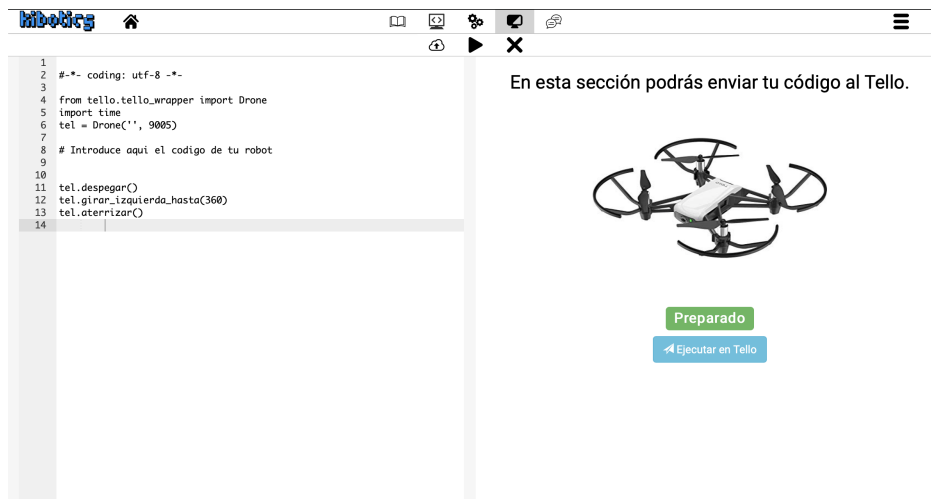 kibotics
1
2 #-*- coding: utf-8 -*-
3
4 from tello.tello_wrapper import Drone
5 import time
6 tel = Drone('', 9005)
7
8 # Introduce aqui el codigo de tu robot
9
10
11 tel.despegar()
12 tel.girar_izquierda_hasta(360)
13 tel.aterrizar()
14
En esta sección podrás enviar tu código al Tello.
Preparado
Ejecutar en Tello